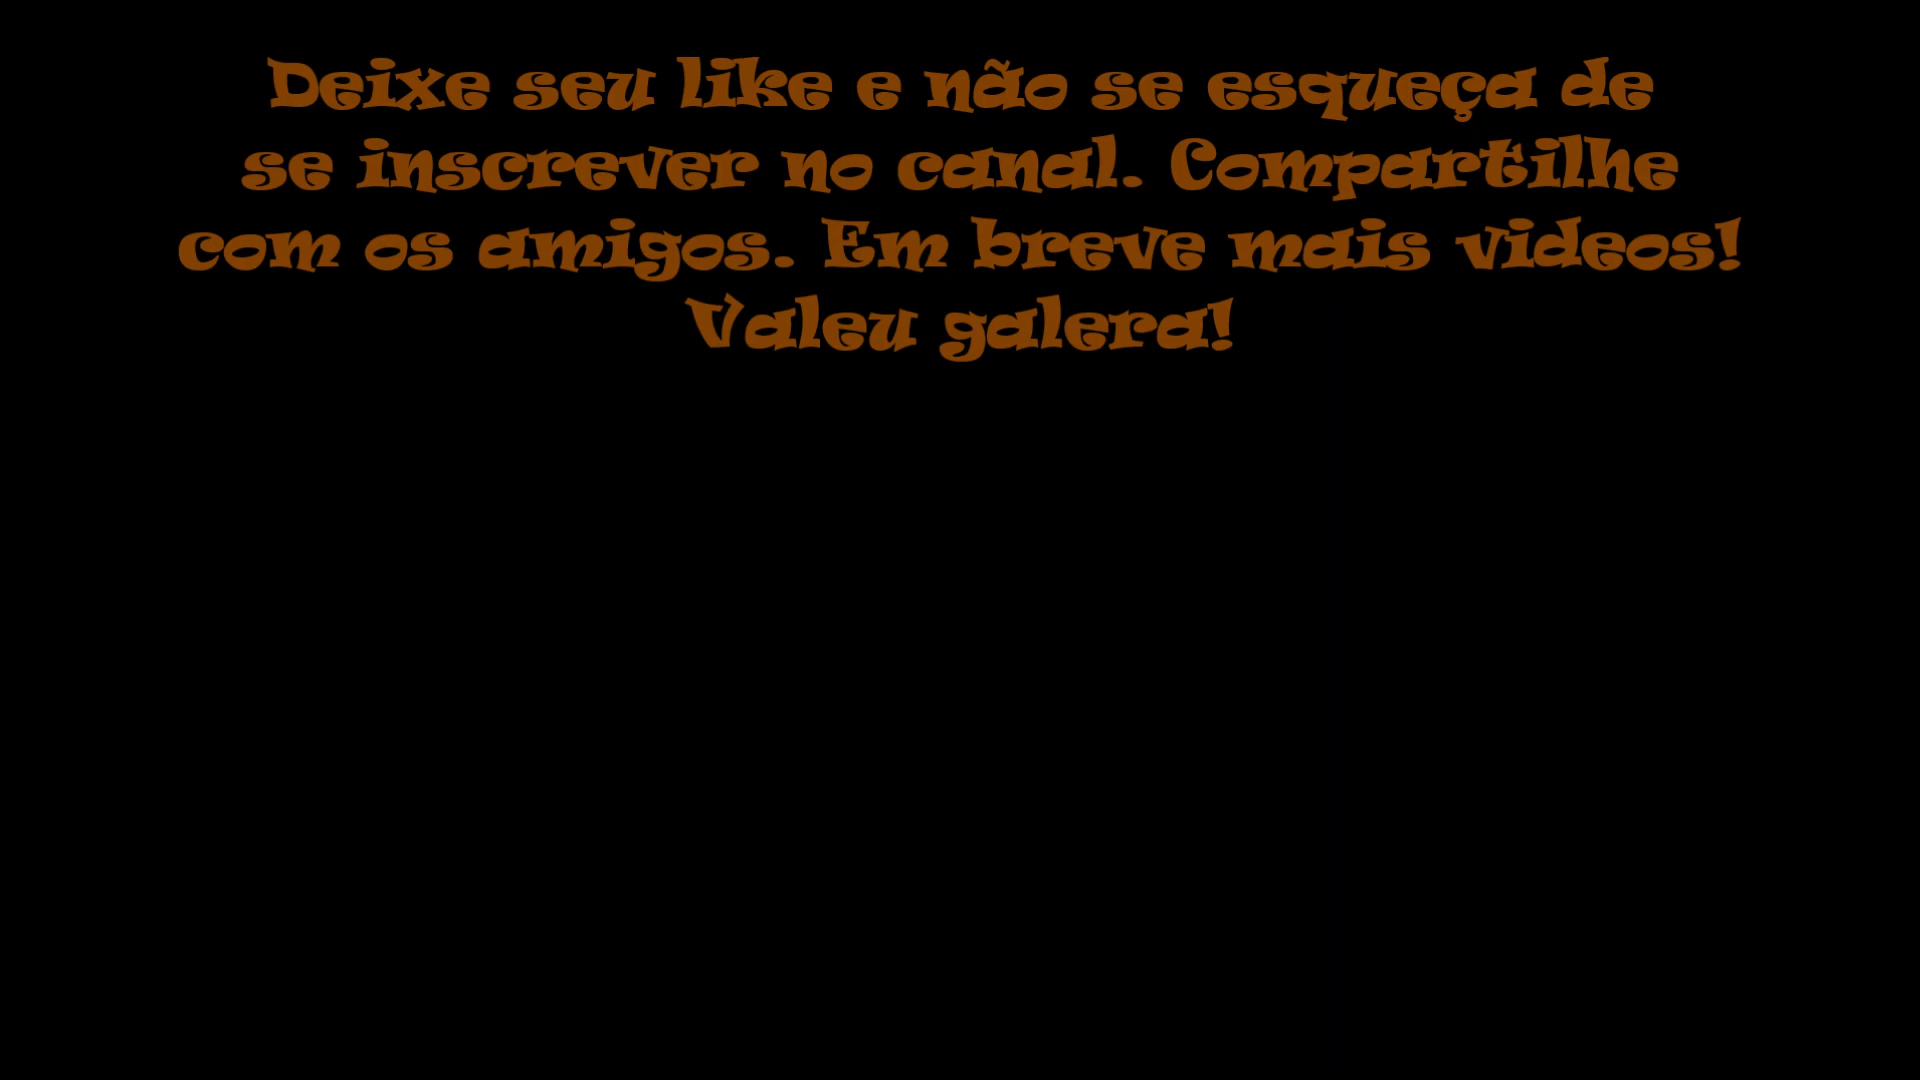 Deixe seu like e não se esqueça de
se inscrever no canal. Compartilhe
com os amigos. Em breve mais videos!
Valeu galera!